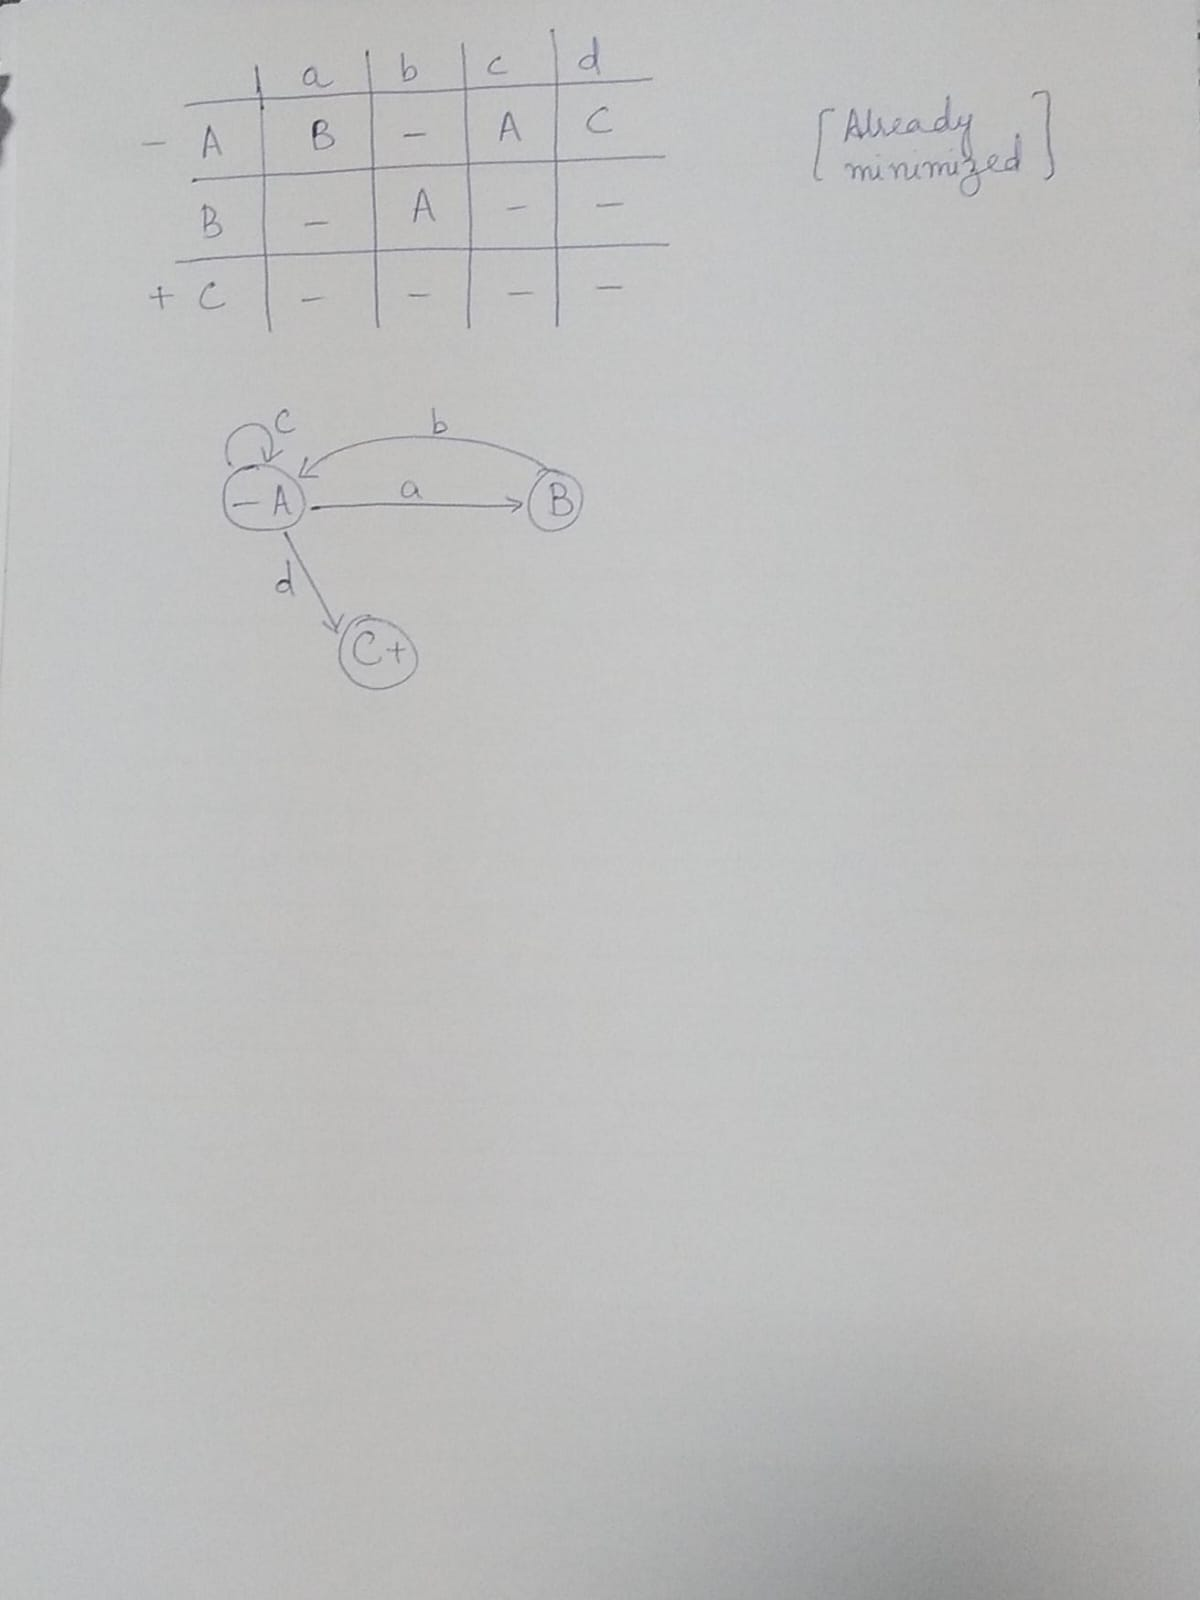 a b c d
- A B - A C
B - A - -
+ C - - - -
[Already
minimized]
c
b
- A
a
B
d
C+